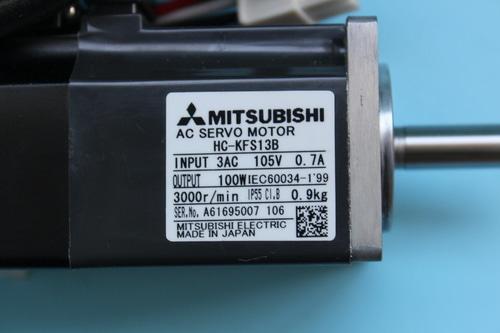 MITSUBISHI
AC SERVO MOTOR
HC-KFS13B
INPUT 3AC 105V 0.7A
OUTPUT 100W IEC60034-1'99
3000r/min IP55 Cl.B 0.9kg
SER.No. A61695007 106
MITSUBISHI ELECTRIC
MADE IN JAPAN